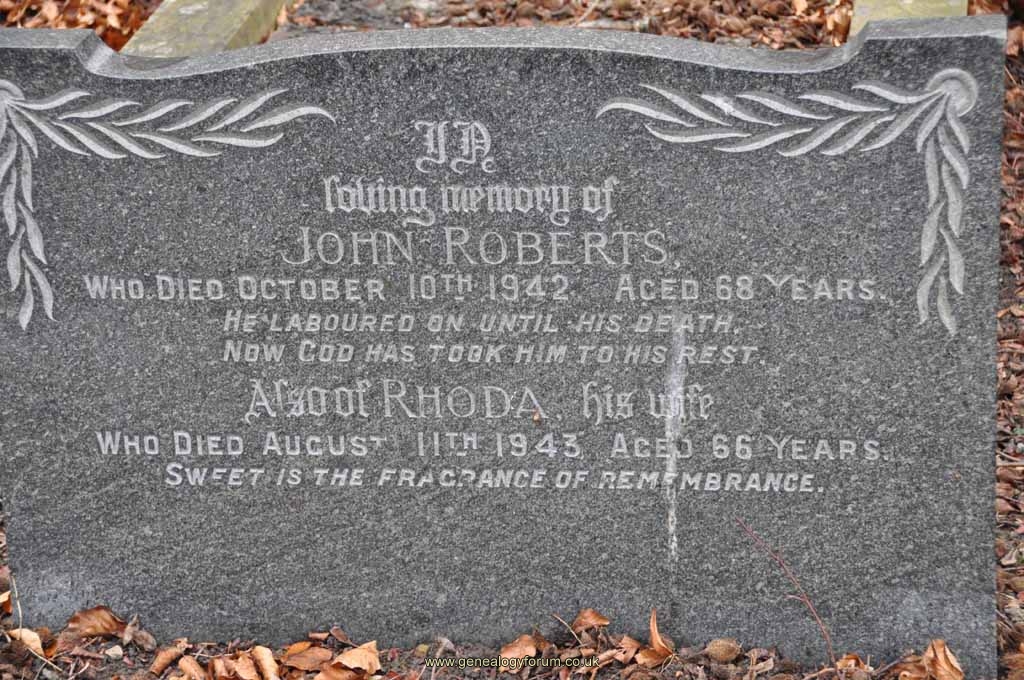 In
loving memory of
JOHN ROBERTS,
WHO DIED OCTOBER 10TH 1942. AGED 68 YEARS.
HE LABOURED ON UNTIL HIS DEATH,
NOW GOD HAS TOOK HIM TO HIS REST.
Also of RHODA, his wife
WHO DIED AUGUST 11TH 1943, AGED 66 YEARS.
SWEET IS THE FRAGRANCE OF REMEMBRANCE.
www.genealogyforum.co.uk